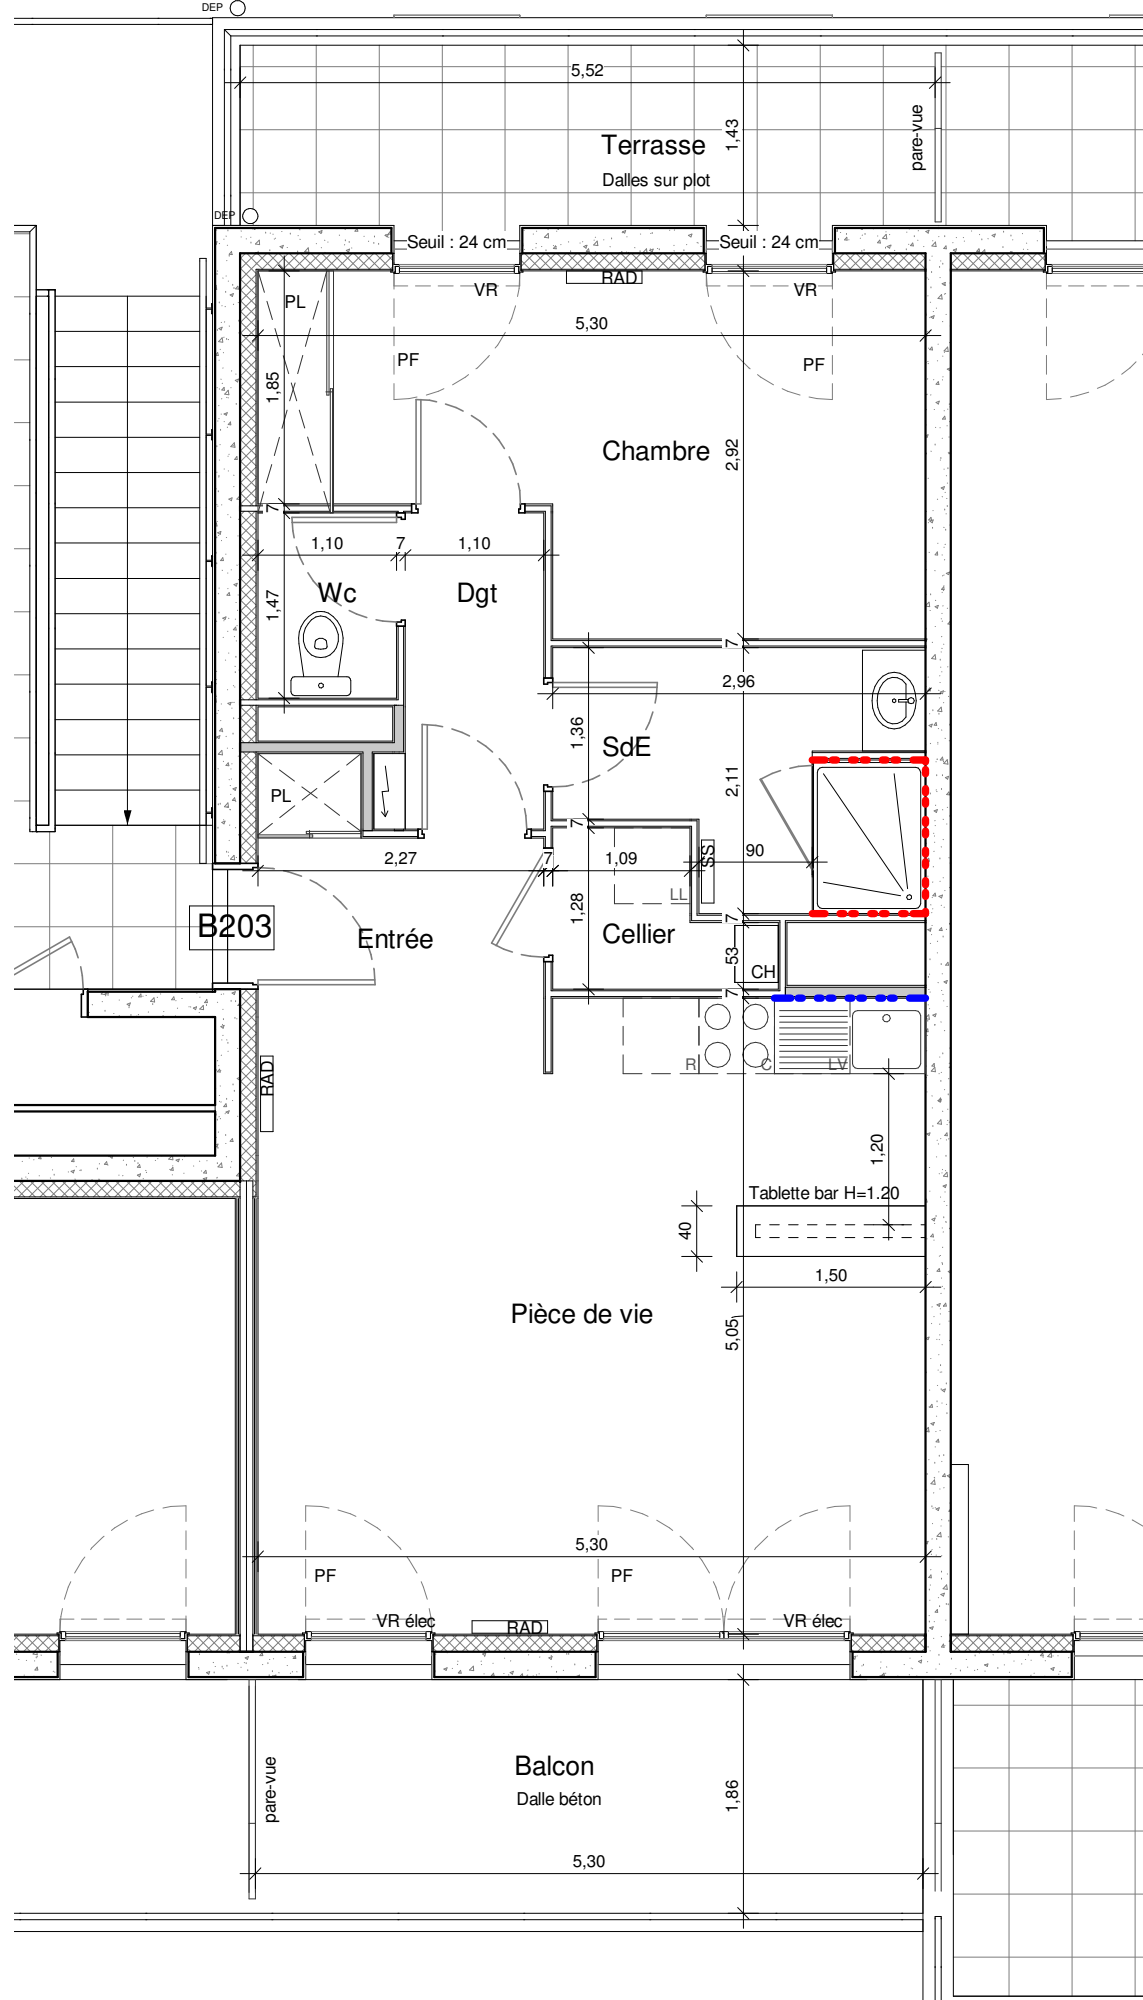 DEP
5,52
1,43
pare-vue
Terrasse
Dalles sur plot
DEP
Seuil : 24 cm
Seuil : 24 cm
RAD
PL
VR
VR
5,30
PF
PF
1,85
Chambre
2,92
7
1,10
7
1,10
Wc
Dgt
1,47
7
2,96
1,36
SdE
2,11
PL
7
2,27
7
1,09
SS
90
LL
1,28
B203
Entrée
Cellier
7
53
CH
7
R
C
LV
RAD
1,20
Tablette bar H=1.20
40
1,50
Pièce de vie
5,05
5,30
PF
PF
VR élec
RAD
VR élec
Balcon
Dalle béton
pare-vue
1,86
5,30